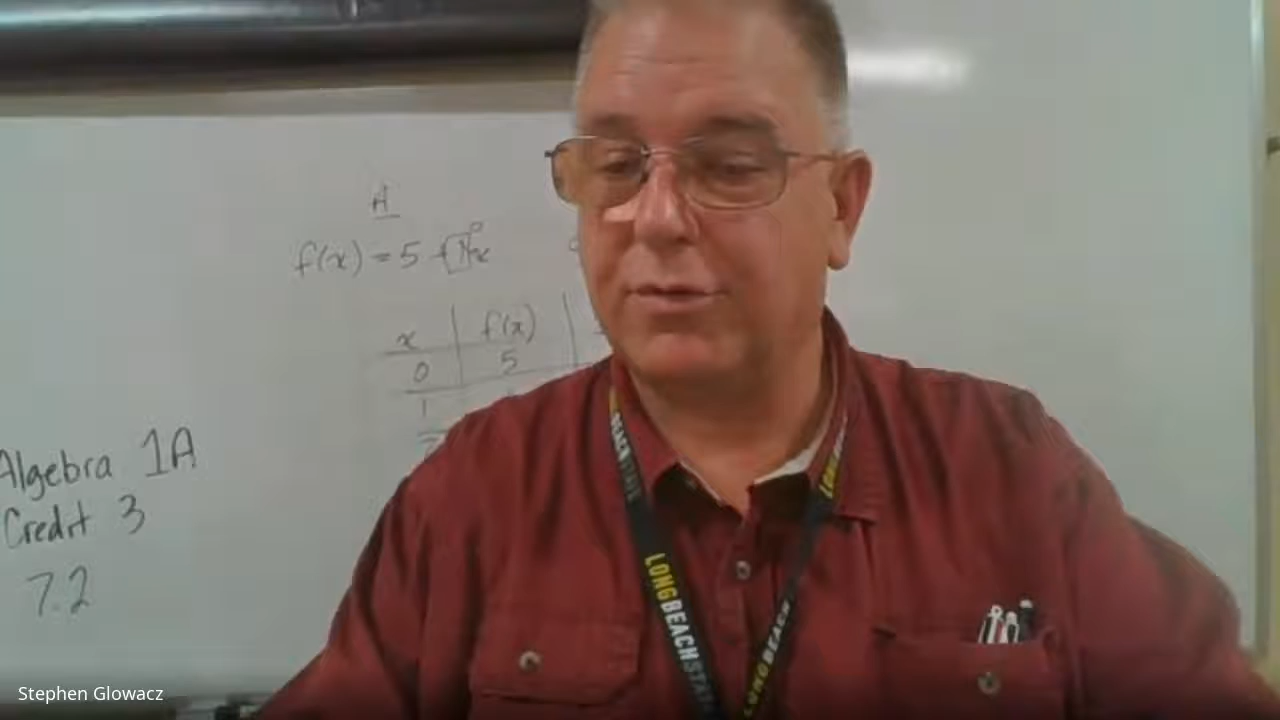 A
f(x) = 5
x f(x)
0 5
1
Algebra 1A
Credit 3
7.2
LONG BEACH STATE
LONG BEACH
Stephen Glowacz